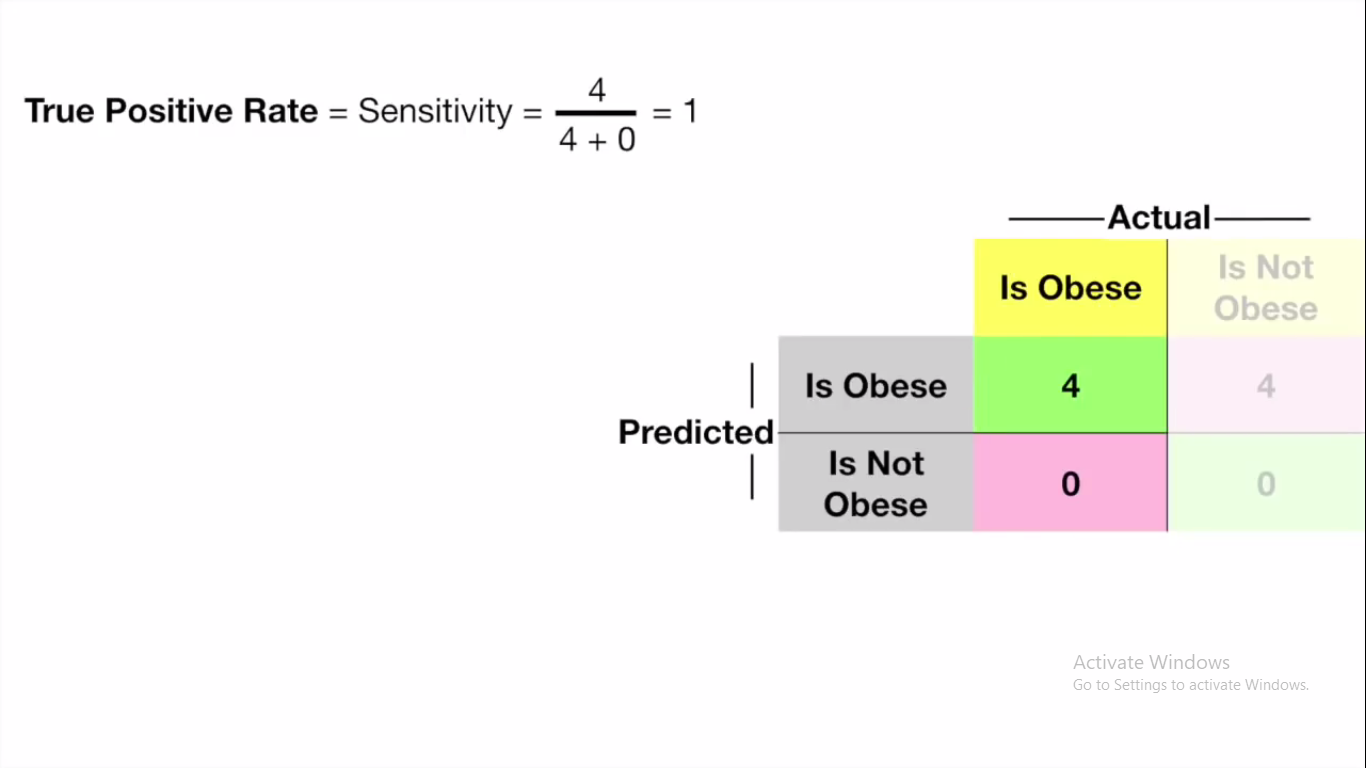 True Positive Rate = Sensitivity = 4 / 4 + 0 = 1
Actual
Is Obese
Is Not
Obese
Predicted
Is Obese
4
4
Is Not
Obese
0
0
Activate Windows
Go to Settings to activate Windows.